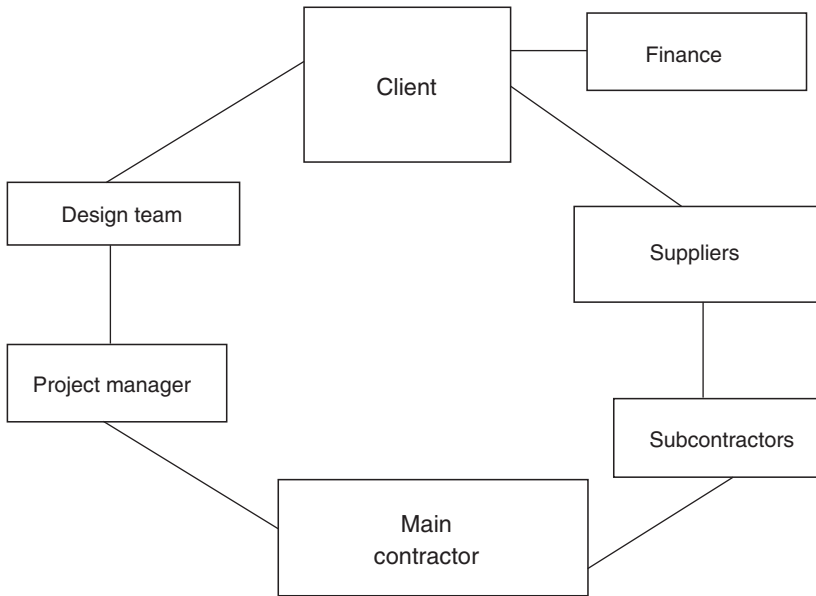 Client
Finance
Design team
Suppliers
Project manager
Subcontractors
Main
contractor